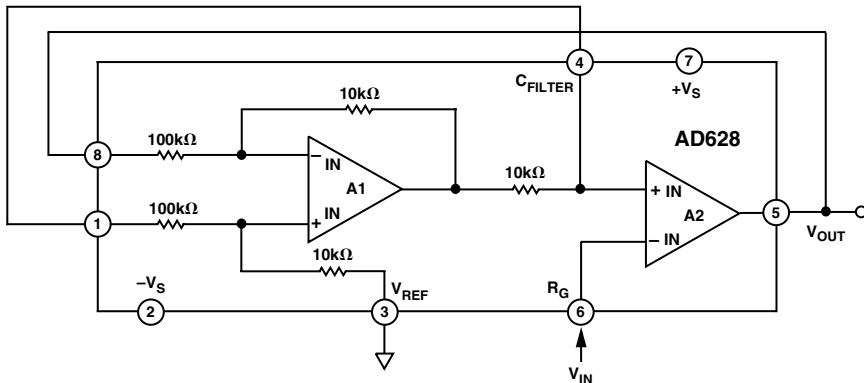 4
7
C_FILTER
+V_S
10kΩ
AD628
100kΩ
8
− IN
A1
10kΩ
+ IN
A2
5
V_OUT
100kΩ
IN
+
1
− IN
10kΩ
−V_S
V_REF
R_G
2
3
6
V_IN